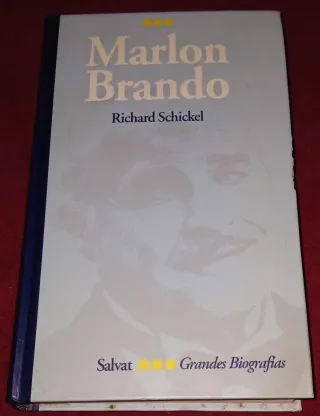 Marlon
Brando
Richard Schickel
Salvat Grandes Biografías